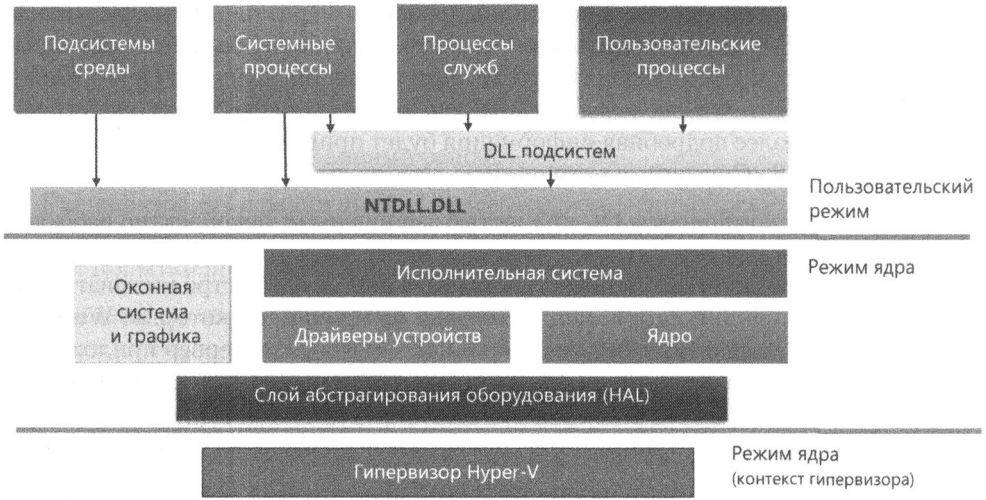 Подсистемы
среды
Системные
процессы
Процессы
служб
Пользовательские
процессы
DLL подсистем
NTDLL.DLL
Пользовательский
режим
Режим ядра
Исполнительная система
Оконная
система
и графика
Драйверы устройств
Ядро
Слой абстрагирования оборудования (HAL)
Гипервизор Hyper-V
Режим ядра
(контекст гипервизора)